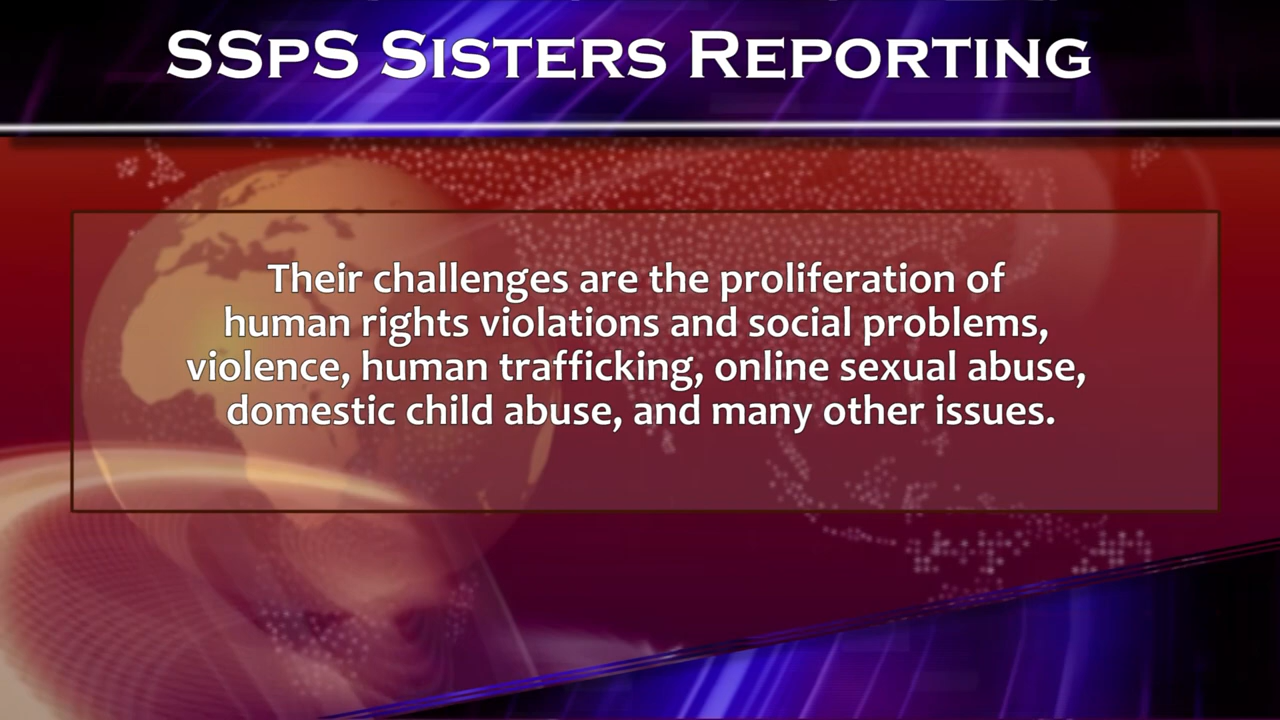 SSpS Sisters Reporting
Their challenges are the proliferation of
human rights violations and social problems,
violence, human trafficking, online sexual abuse,
domestic child abuse, and many other issues.